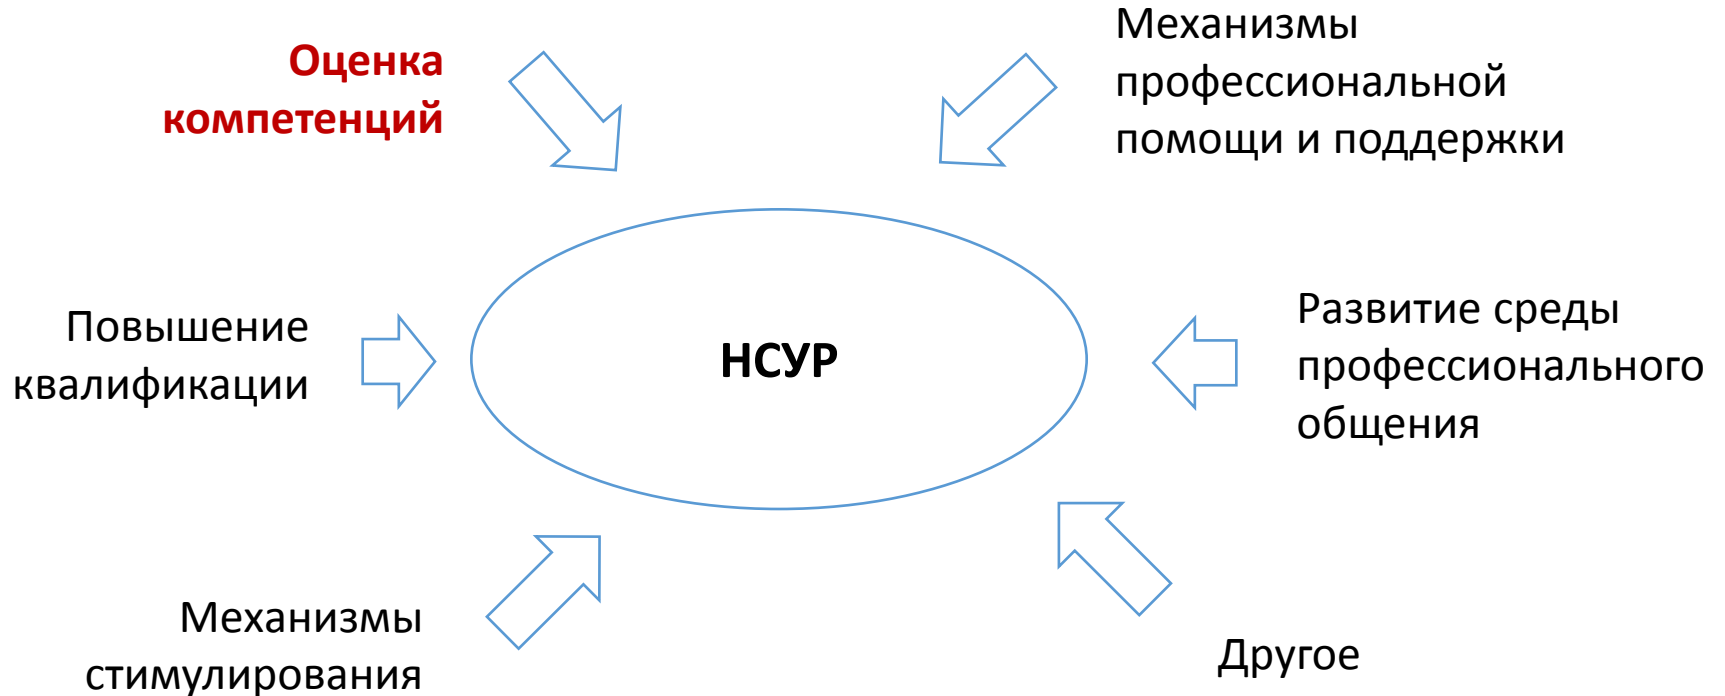 Оценка
компетенций
Механизмы
профессиональной
помощи и поддержки
Повышение
квалификации
НСУР
Развитие среды
профессионального
общения
Механизмы
стимулирования
Другое